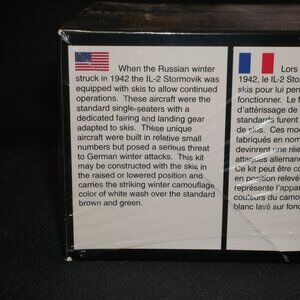 When the Russian winter
struck in 1942 the IL-2 Stormovik was
equipped with skis to allow continued
operations. These aircraft were the
standard single-seaters with a
dedicated fairing and landing gear
adapted to skis. These unique
aircraft were built in relative small
numbers but posed a serious threat
to German winter attacks. This kit
may be constructed with the skis in
the raised or lowered position and
carries the striking winter camouflage
color of white wash over the standard
brown and green.
Lors
1942, le IL-2 Stor
skis pour lui perm
fonctionner. Le f
d'atterrissage de
standards furent
de skis. Ces mo
fabriqués en nom
devinrent une rée
attaques alleman
Ce kit peut être co
en position relevé
représente l'appar
couleurs du camo
blanc lavé sur fon